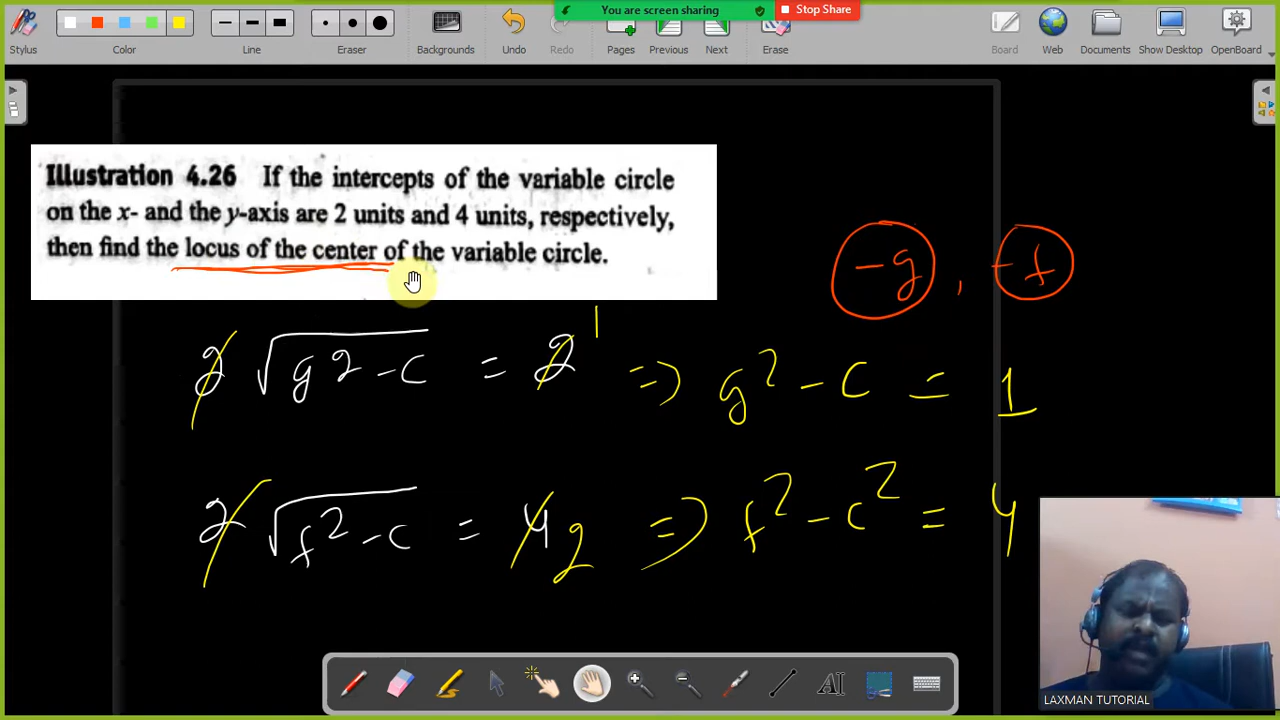 You are screen sharing
Stop Share
Stylus Color Line Eraser Backgrounds Undo Redo Pages Previous Next Erase Board Web Documents Show Desktop OpenBoard
Illustration 4.26 If the intercepts of the variable circle
on the x- and the y-axis are 2 units and 4 units, respectively,
then find the locus of the center of the variable circle.
-g , -f
2 √g² - c = 2 1 => g² - c = 1
2 √f² - c = 4 2 => f² - c² = 4
AI
LAXMAN TUTORIAL